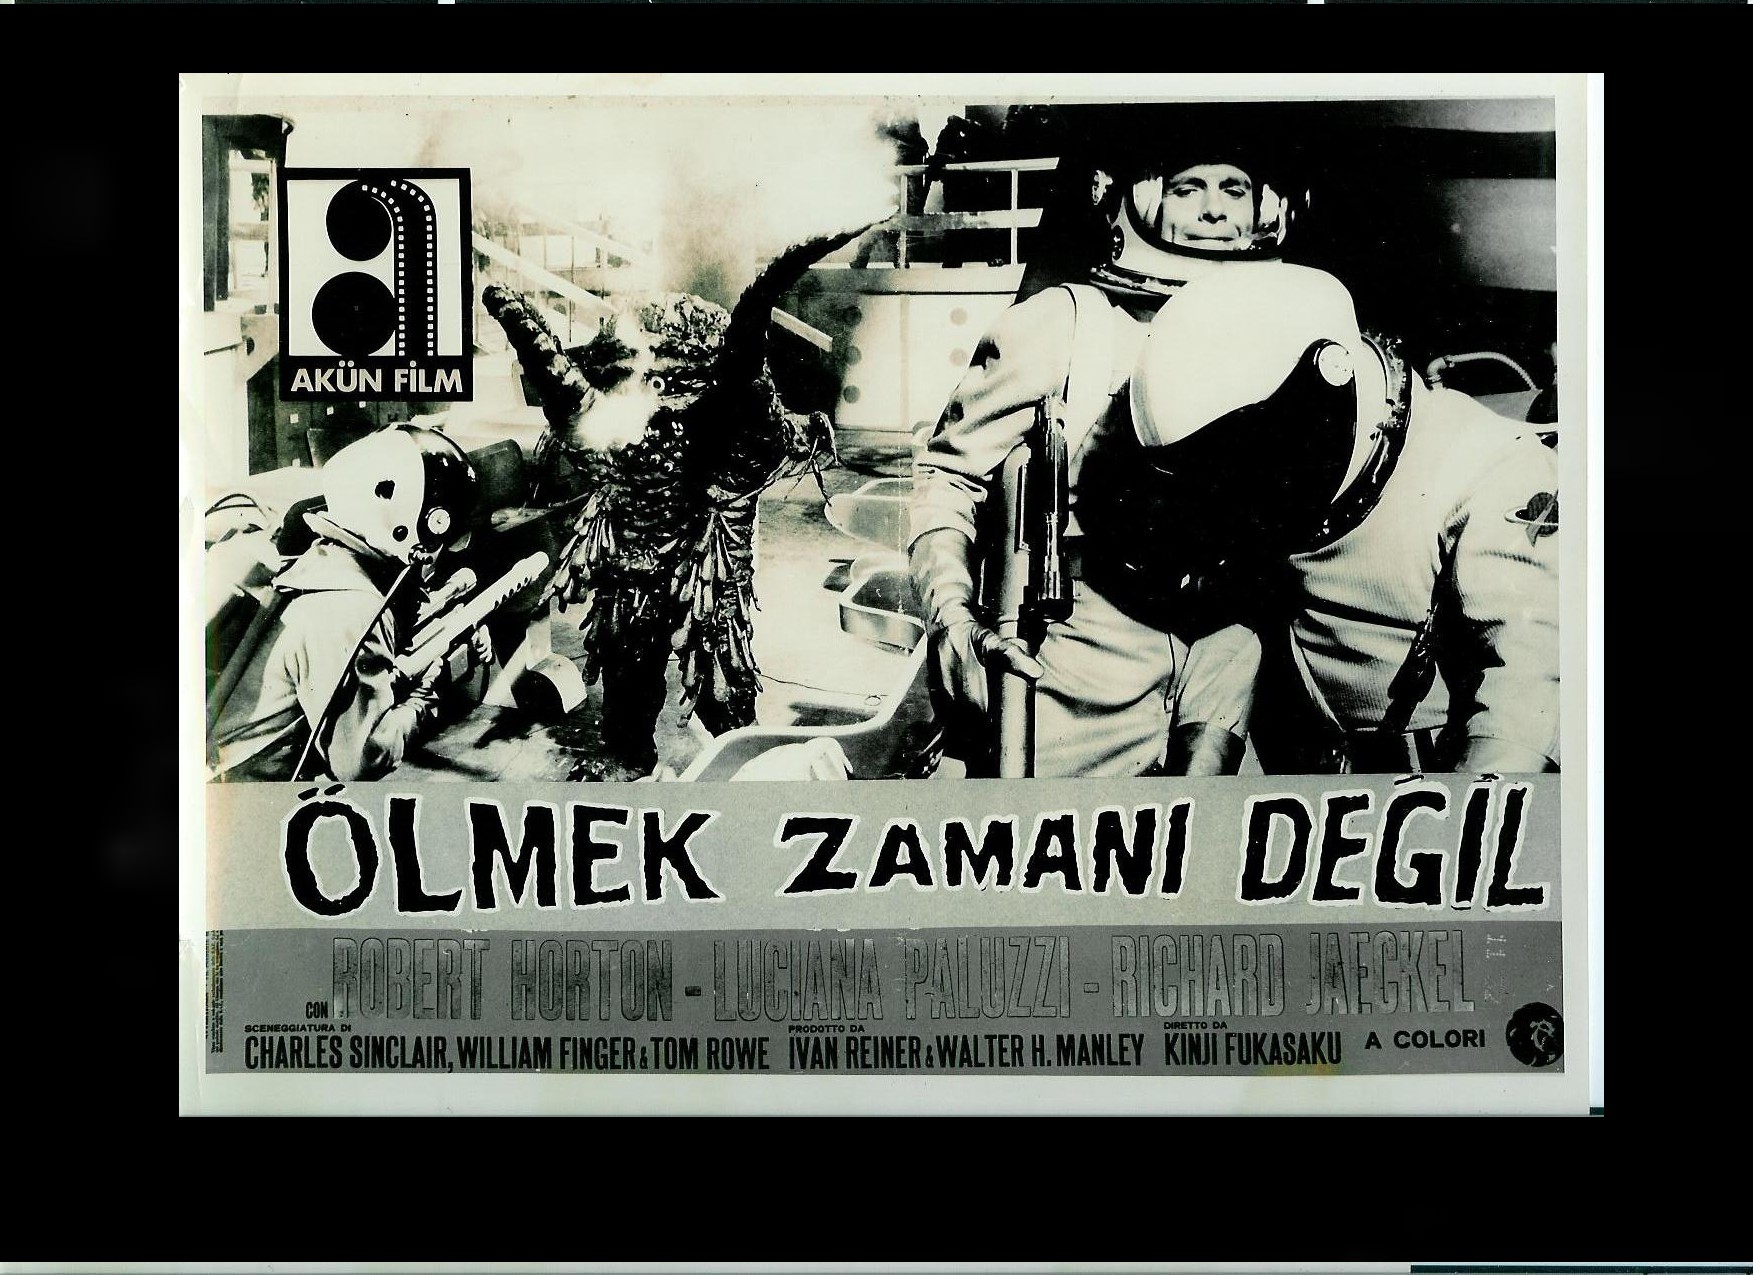 AKÜN FİLM
ÖLMEK ZAMANI DEĞİL
CON ROBERT HORTON - LUCIANA PALUZZI - RICHARD JAECKEL
SCENEGGIATURA DI PRODOTTO DA DIRETTO DA
CHARLES SINCLAIR, WILLIAM FINGER & TOM ROWE IVAN REINER & WALTER H. MANLEY KINJI FUKASAKU A COLORI